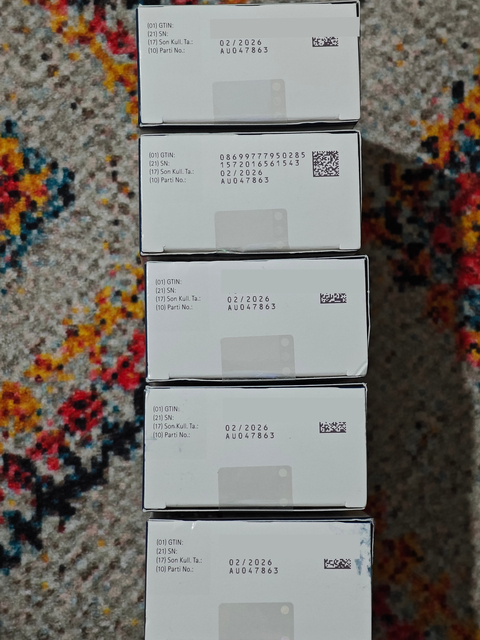 (01) GTIN:
(21) SN:
(17) Son Kull. Ta.: 02/2026
(10) Parti No.: AU047863
(01) GTIN: 08699777950285
(21) SN: 1572016561543
(17) Son Kull. Ta.: 02/2026
(10) Parti No.: AU047863
(01) GTIN:
(21) SN:
(17) Son Kull. Ta.: 02/2026
(10) Parti No.: AU047863
(01) GTIN:
(21) SN:
(17) Son Kull. Ta.: 02/2026
(10) Parti No.: AU047863
(01) GTIN:
(21) SN:
(17) Son Kull. Ta.: 02/2026
(10) Parti No.: AU047863